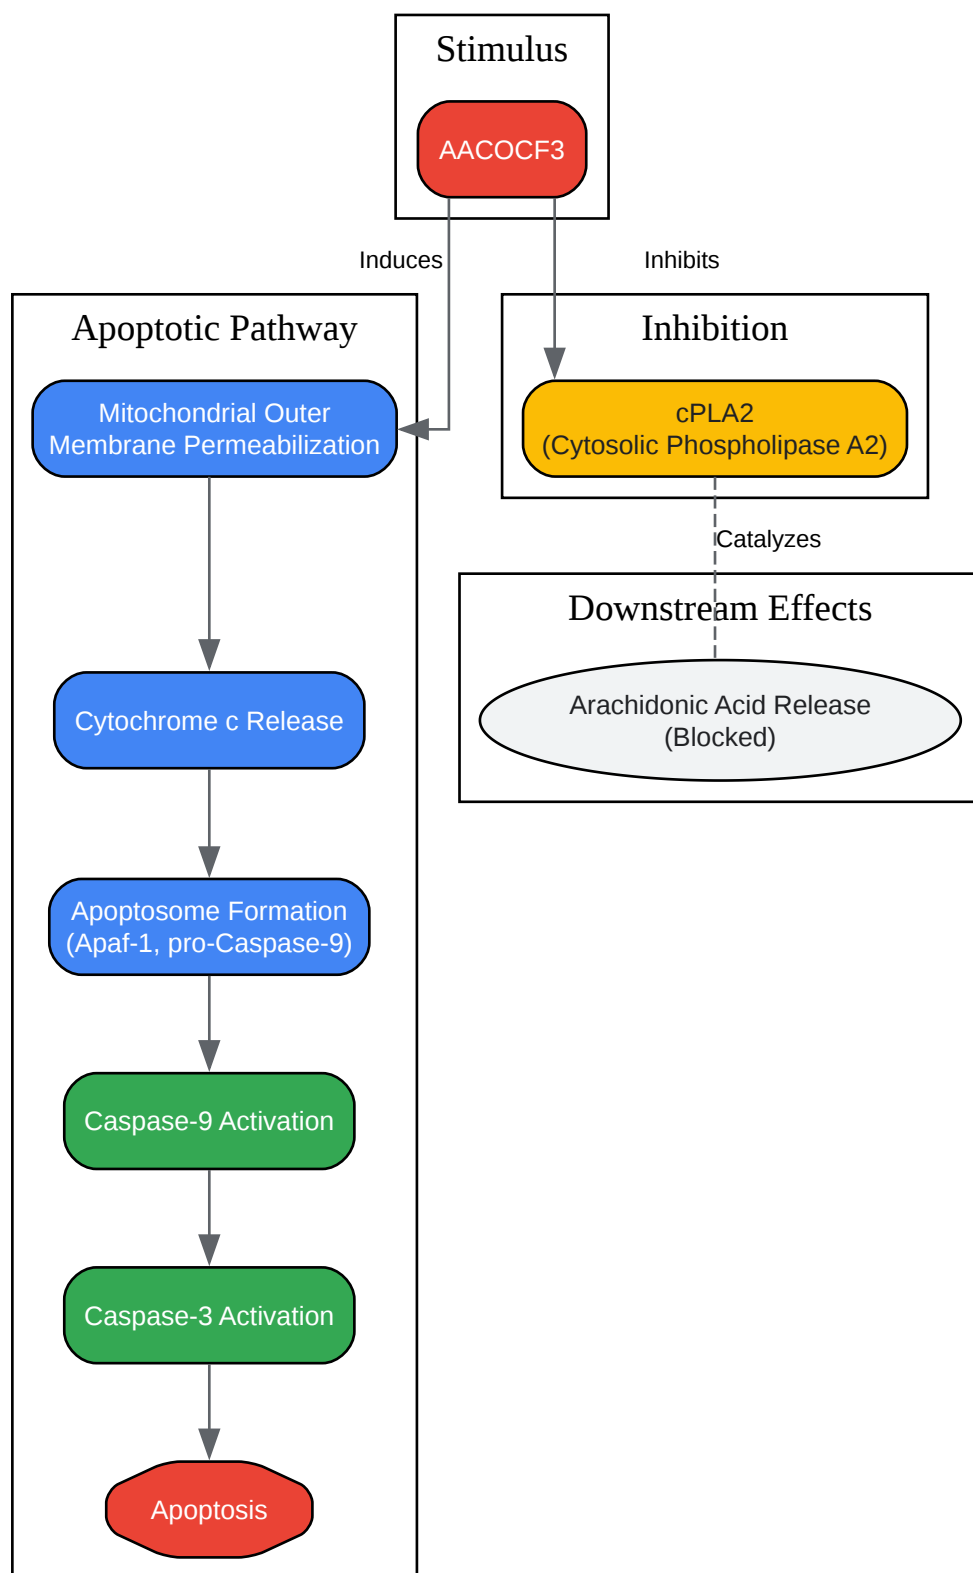 Stimulus
AACOCF3
Induces
Inhibits
Apoptotic Pathway
Mitochondrial Outer
Membrane Permeabilization
Cytochrome c Release
Apoptosome Formation
(Apaf-1, pro-Caspase-9)
Caspase-9 Activation
Caspase-3 Activation
Apoptosis
Inhibition
cPLA2
(Cytosolic Phospholipase A2)
Catalyzes
Downstream Effects
Arachidonic Acid Release
(Blocked)